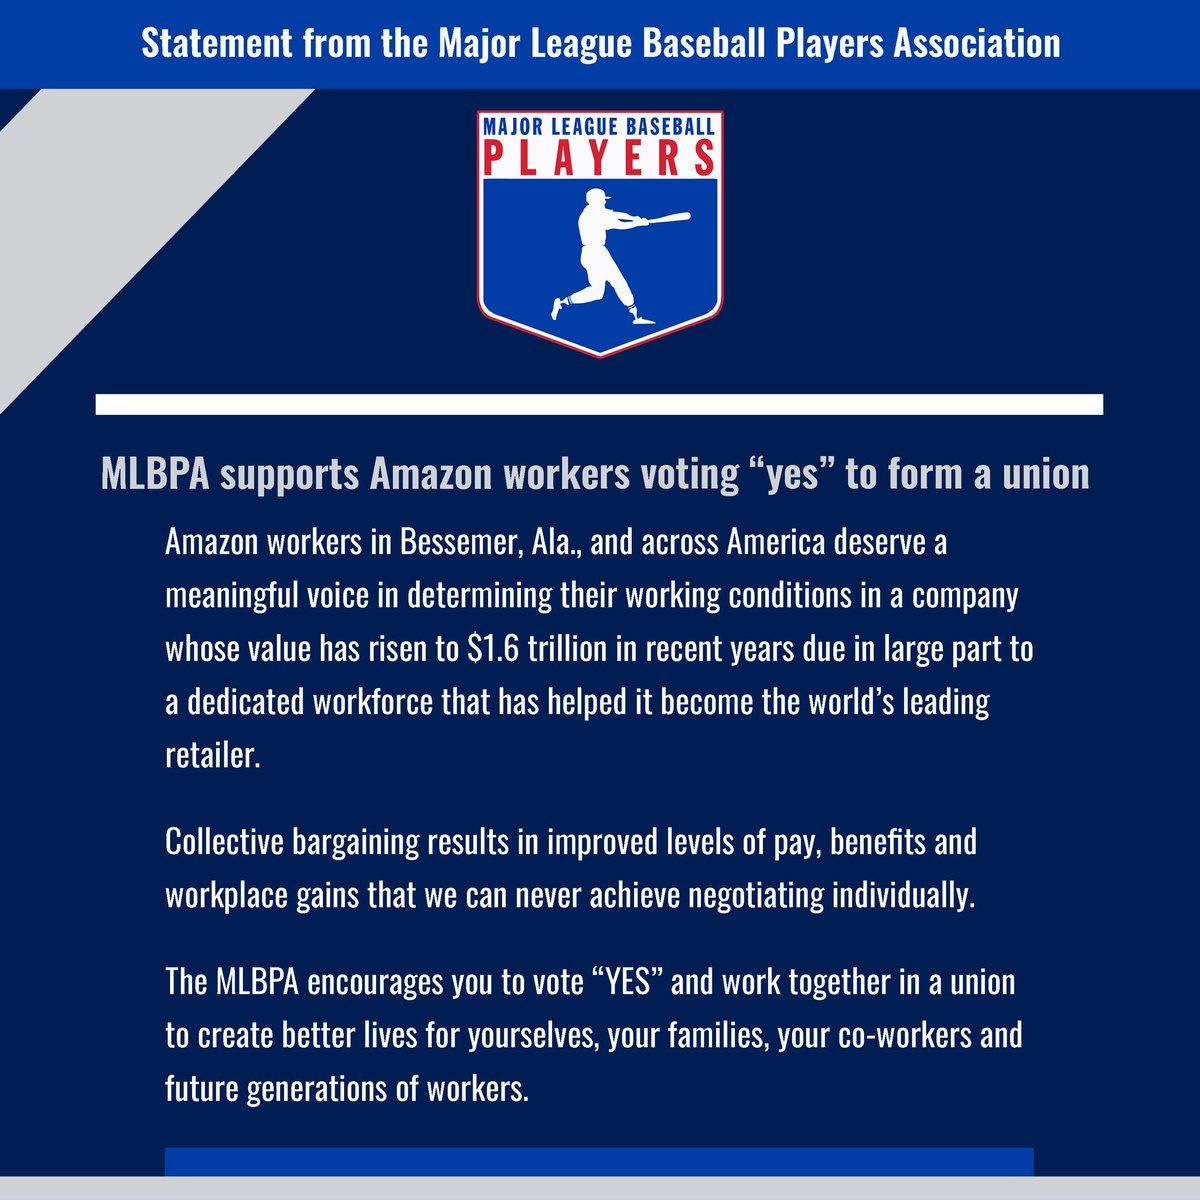 Statement from the Major League Baseball Players Association
MAJOR LEAGUE BASEBALL
PLAYERS
MLBPA supports Amazon workers voting “yes” to form a union
Amazon workers in Bessemer, Ala., and across America deserve a
meaningful voice in determining their working conditions in a company
whose value has risen to $1.6 trillion in recent years due in large part to
a dedicated workforce that has helped it become the world’s leading
retailer.
Collective bargaining results in improved levels of pay, benefits and
workplace gains that we can never achieve negotiating individually.
The MLBPA encourages you to vote “YES” and work together in a union
to create better lives for yourselves, your families, your co-workers and
future generations of workers.